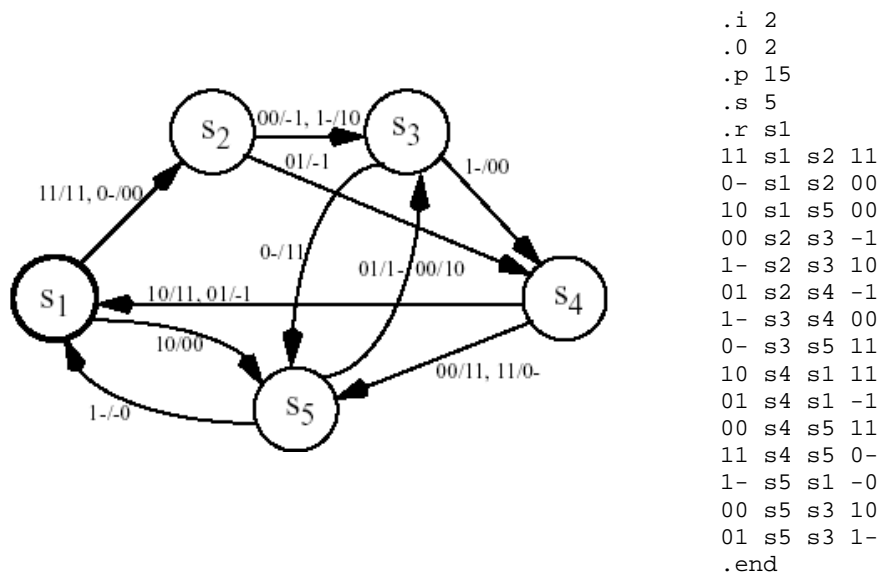 00/-1, 1-/10
s2
s3
01/-1
1-/00
11/11, 0-/00
0-/11
01/1-, 00/10
s1
10/11, 01/-1
s4
10/00
00/11, 11/0-
1-/-0
s5
.i 2
.0 2
.p 15
.s 5
.r s1
11 s1 s2 11
0- s1 s2 00
10 s1 s5 00
00 s2 s3 -1
1- s2 s3 10
01 s2 s4 -1
1- s3 s4 00
0- s3 s5 11
10 s4 s1 11
01 s4 s1 -1
00 s4 s5 11
11 s4 s5 0-
1- s5 s1 -0
00 s5 s3 10
01 s5 s3 1-
.end